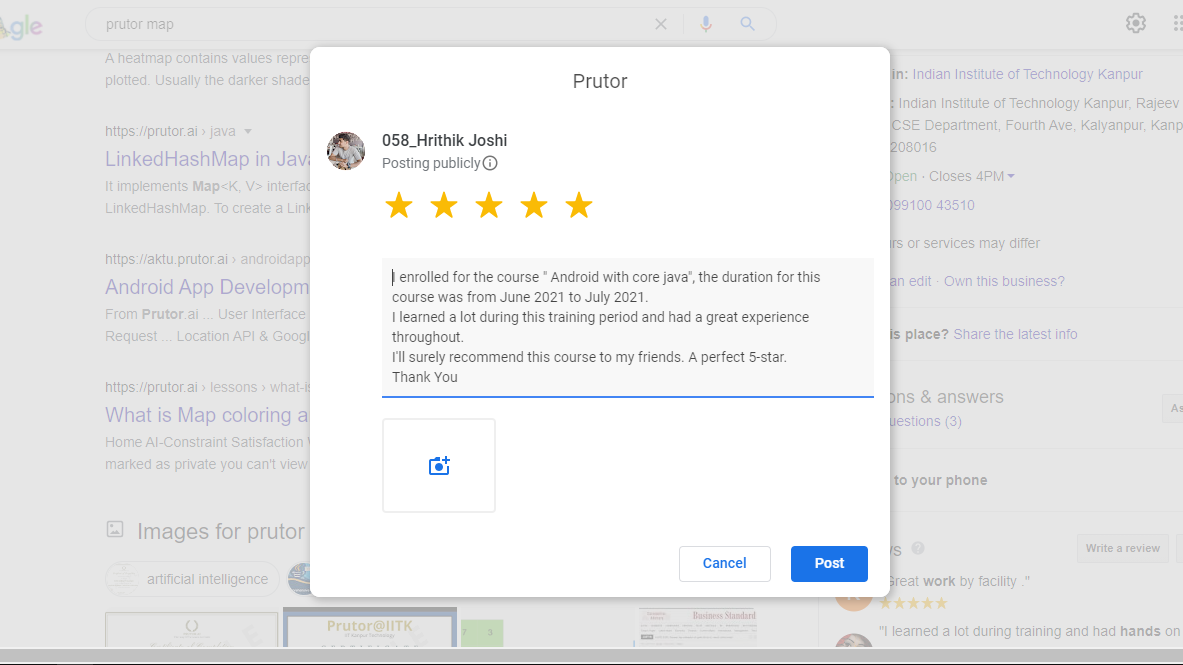 gle
prutor map
A heatmap contains values repre
plotted. Usually the darker shade
https://prutor.ai › java
LinkedHashMap in Java
It implements Map<K, V> interfac
LinkedHashMap. To create a Link
https://aktu.prutor.ai › androidapp
Android App Developm
From Prutor.ai ... User Interface
Request ... Location API & Googl
https://prutor.ai › lessons › what-is
What is Map coloring a
Home AI-Constraint Satisfaction
marked as private you can't view
Images for prutor
artificial intelligence
Prutor@IITK
7 3
Business Standard
Prutor
058_Hrithik Joshi
Posting publicly
I enrolled for the course " Android with core java", the duration for this
course was from June 2021 to July 2021.
I learned a lot during this training period and had a great experience
throughout.
I'll surely recommend this course to my friends. A perfect 5-star.
Thank You
Cancel
Post
in: Indian Institute of Technology Kanpur
: Indian Institute of Technology Kanpur, Rajeev
CSE Department, Fourth Ave, Kalyanpur, Kanp
208016
Open · Closes 4PM
099100 43510
rs or services may differ
an edit · Own this business?
is place? Share the latest info
ons & answers
uestions (3)
As
to your phone
ws
Write a review
Great work by facility ."
"I learned a lot during training and had hands on